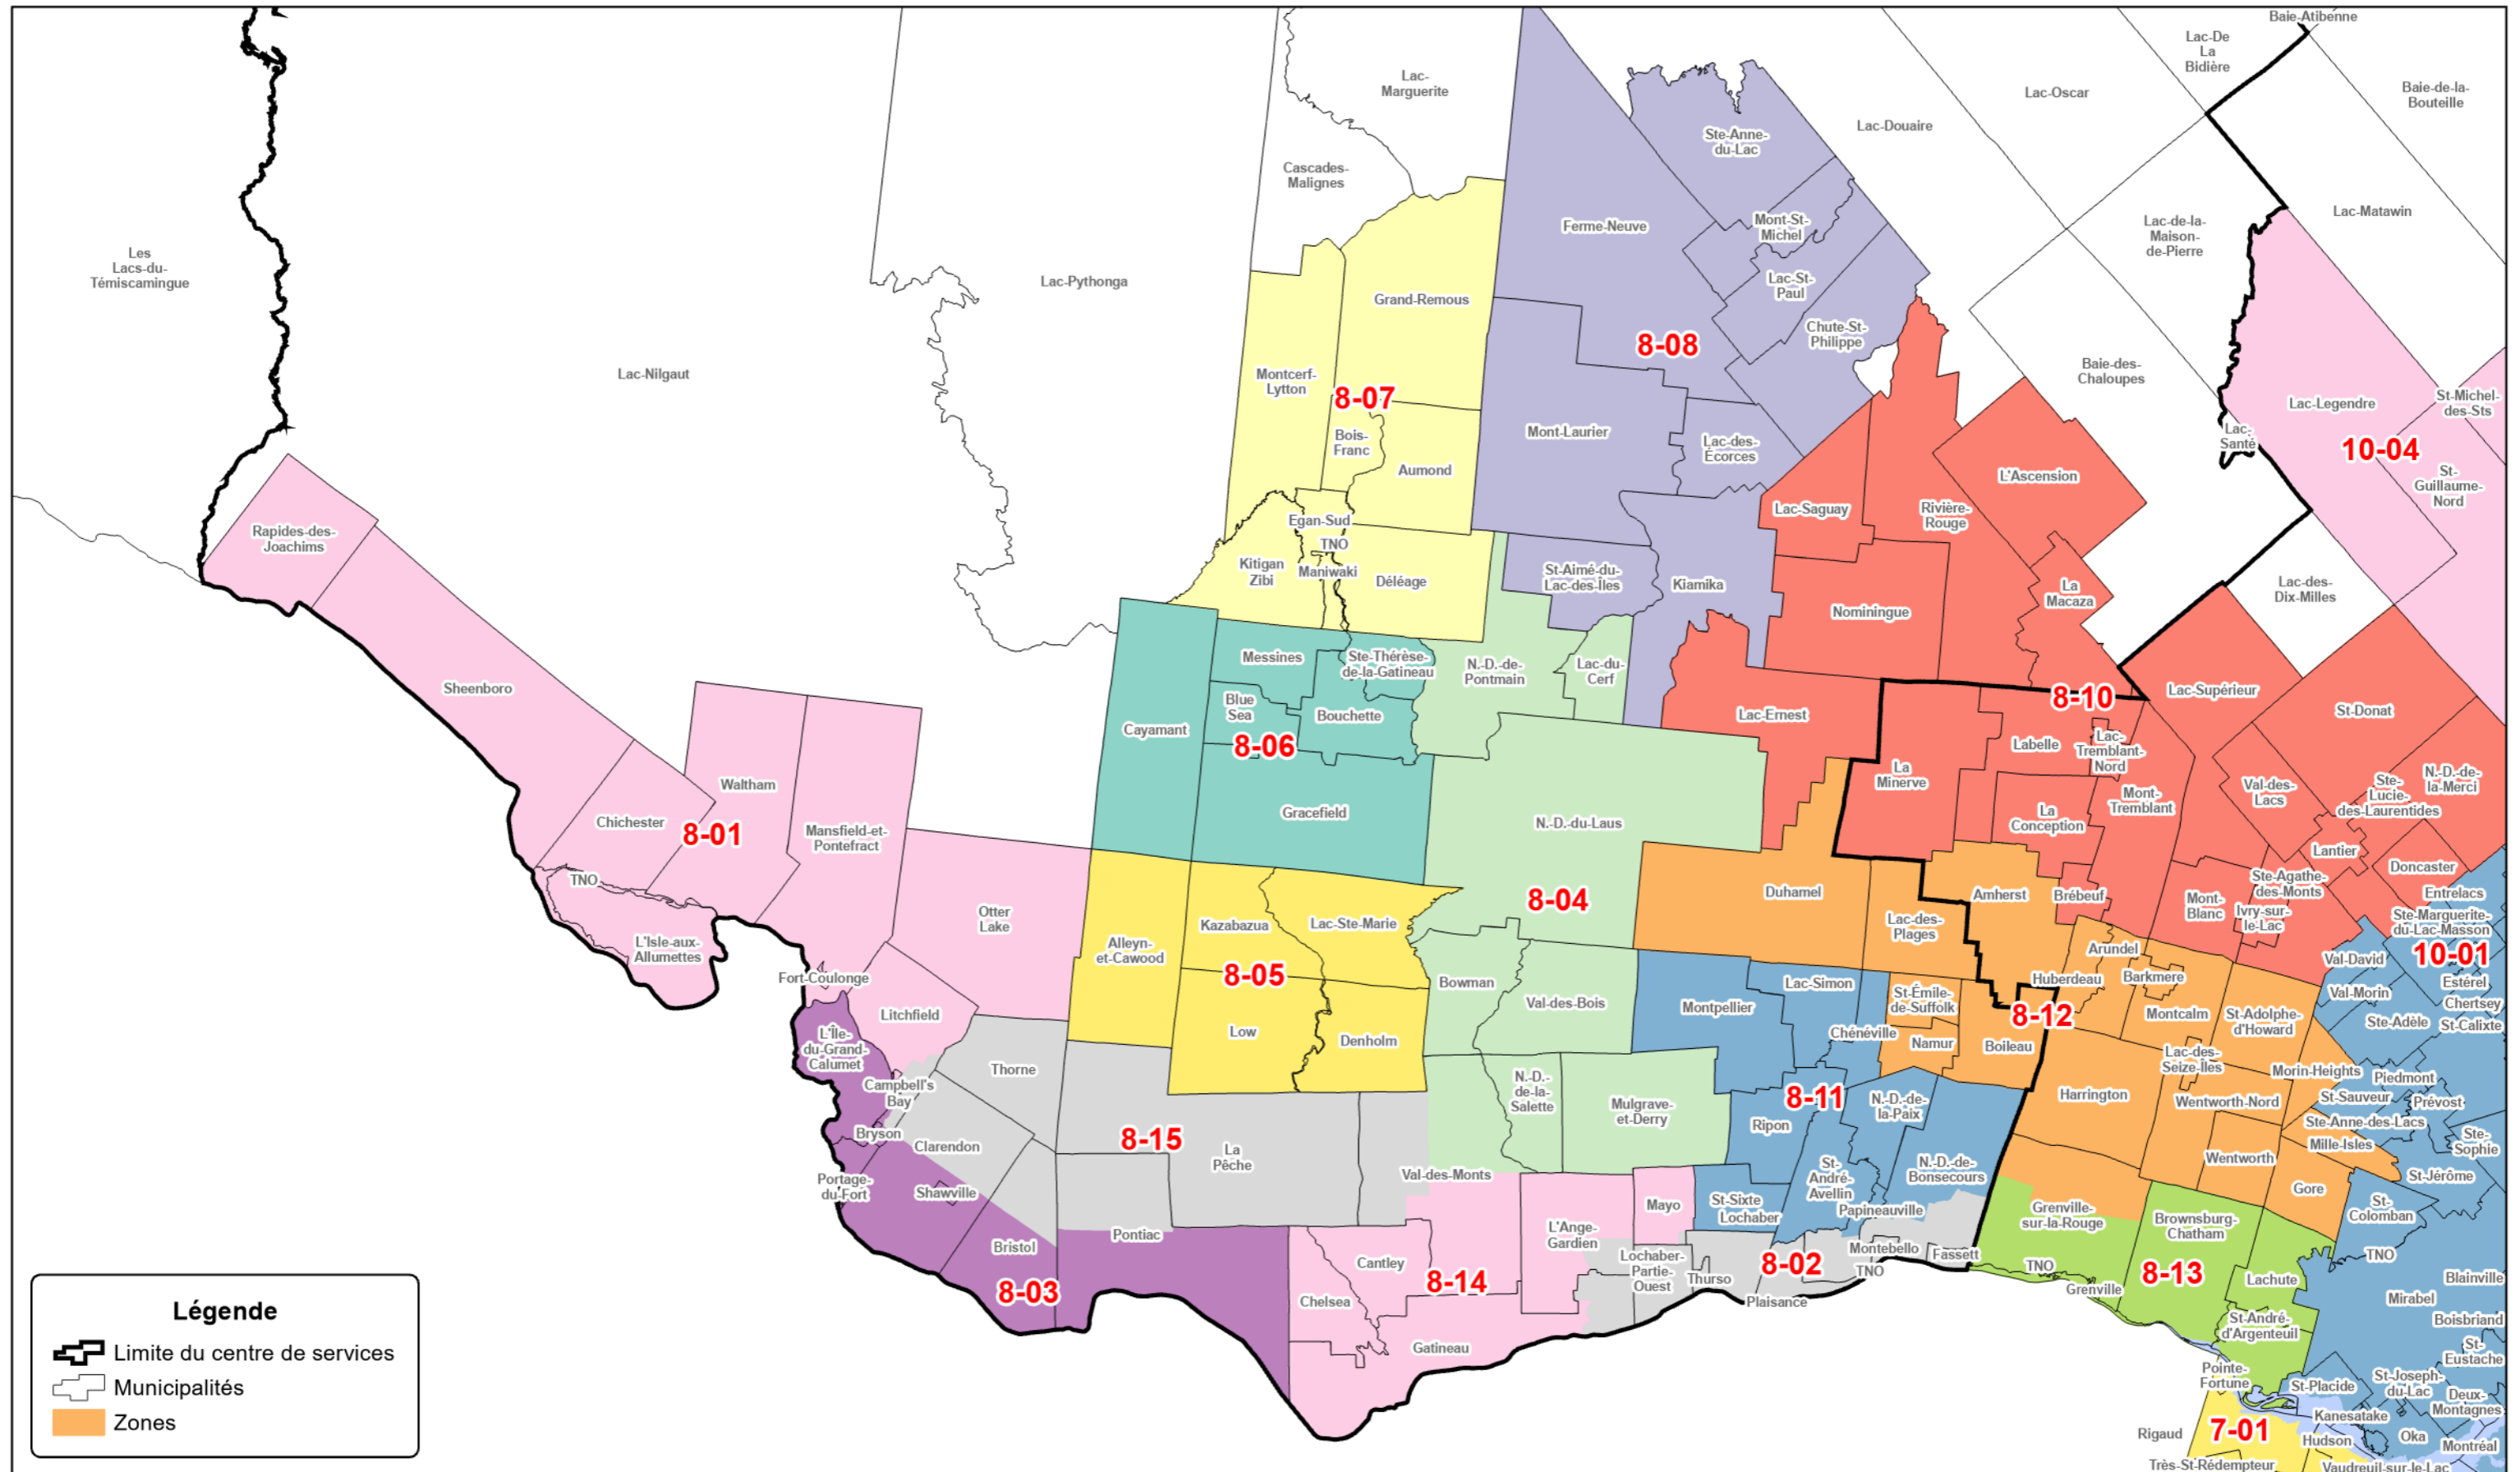 Baie-Atibenne
Lac-De
La
Bidière
Lac-
Marguerite
Lac-Oscar
Baie-de-la-
Bouteille
Lac-Douaire
Ste-Anne-
du-Lac
Cascades-
Malignes
Lac-Matawin
Ferme-Neuve
Mont-St-
Michel
Lac-de-la-
Maison-
de-Pierre
Les
Lacs-du-
Témiscamingue
Lac-Pythonga
Lac-St-
Paul
Grand-Remous
Chute-St-
Philippe
8-08
Lac-Nilgaut
Montcerf-
Lytton
8-07
Baie-des-
Chaloupes
Lac-Legendre
St-Michel-
des-Sts
Mont-Laurier
Bois-
Franc
Lac-des-
Écorces
Lac-
Santé
10-04
Aumond
L'Ascension
St-
Guillaume-
Nord
Lac-Saguay
Rivière-
Rouge
Egan-Sud
Rapides-des-
Joachims
TNO
Kitigan
Zibi
Maniwaki
Déléage
St-Aimé-du-
Lac-des-Îles
Kiamika
La
Macaza
Lac-des-
Dix-Milles
Nominingue
Messines
Ste-Thérèse-
de-la-Gatineau
N.-D.-de-
Pontmain
Lac-du-
Cerf
Sheenboro
Lac-Supérieur
8-10
Blue
Sea
Bouchette
Lac-Ernest
St-Donat
Cayamant
8-06
Labelle
Lac-
Tremblant-
Nord
La
Minerve
Waltham
Val-des-
Lacs
Ste-
Lucie-
des-Laurentides
N.-D.-de-
la-Merci
Mont-
Tremblant
Chichester
8-01
Mansfield-et-
Pontefract
Gracefield
N.-D.-du-Laus
La
Conception
Lantier
Doncaster
TNO
Duhamel
Amherst
Brébeuf
Ste-Agathe-
des-Monts
Entrelacs
8-04
Mont-
Blanc
Ivry-sur-
le-Lac
Ste-Marguerite-
du-Lac-Masson
Otter
Lake
Kazabazua
Lac-Ste-Marie
Lac-des-
Plages
L'Isle-aux-
Allumettes
Alleyn-
et-Cawood
Arundel
Val-David
10-01
Fort-Coulonge
8-05
Bowman
Lac-Simon
Huberdeau
Barkmere
Estérel
Val-des-Bois
Montpellier
St-Émile-
de-Suffolk
Val-Morin
Chertsey
Litchfield
8-12
Montcalm
St-Adolphe-
d'Howard
Ste-Adèle
St-Calixte
L'Île-
du-Grand-
Calumet
Low
Denholm
Chénéville
Namur
Boileau
Lac-des-
Seize-Îles
Thorne
Morin-Heights
Piedmont
Campbell's
Bay
N.-D.-
de-la-
Salette
Mulgrave-
et-Derry
8-11
N.-D.-de-
la-Paix
Harrington
Wentworth-Nord
St-Sauveur
Prévost
Ripon
Ste-Anne-des-Lacs
Bryson
Clarendon
8-15
La
Pêche
Mille-Isles
Ste-
Sophie
Wentworth
Portage-
du-Fort
Shawville
Val-des-Monts
St-
André-
Avellin
N.-D.-de-
Bonsecours
St-Jérôme
Gore
Mayo
St-Sixte
Lochaber
Papineauville
Grenville-
sur-la-Rouge
Brownsburg-
Chatham
St-
Colomban
Pontiac
L'Ange-
Gardien
Bristol
Montebello
Fassett
TNO
Cantley
8-14
Lochaber-
Partie-
Ouest
8-02
TNO
TNO
8-13
Lachute
Blainville
Thurso
8-03
Chelsea
Plaisance
Grenville
Mirabel
Boisbriand
St-André-
d'Argenteuil
Gatineau
St-
Eustache
Pointe-
Fortune
St-Placide
St-Joseph-
du-Lac
Deux-
Montagnes
Kanesatake
Rigaud
7-01
Hudson
Oka
Montréal
Très-St-Rédempteur
Vaudreuil-sur-le-Lac
Légende
Limite du centre de services
Municipalités
Zones